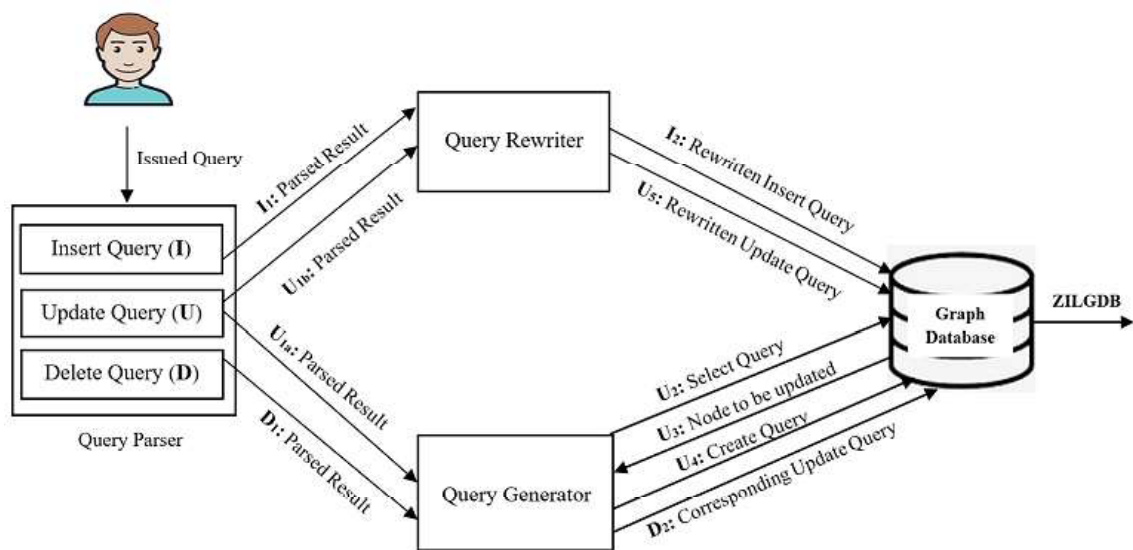 Issued Query
Insert Query (I)
Update Query (U)
Delete Query (D)
Query Parser
I₁: Parsed Result
U₁b: Parsed Result
U₁a: Parsed Result
D₁: Parsed Result
Query Rewriter
Query Generator
I₂: Rewritten Insert Query
U₅: Rewritten Update Query
U₂: Select Query
U₃: Node to be updated
U₄: Create Query
D₂: Corresponding Update Query
Graph
Database
ZILGDB